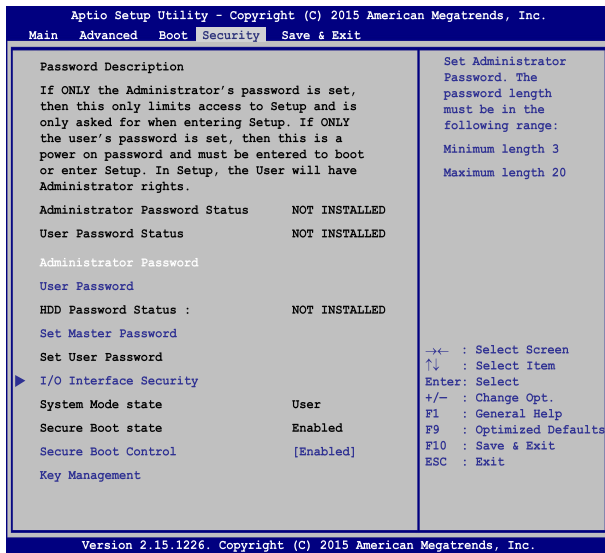 Aptio Setup Utility - Copyright (C) 2015 American Megatrends, Inc.
Main Advanced Boot Security Save & Exit
Password Description
If ONLY the Administrator's password is set,
then this only limits access to Setup and is
only asked for when entering Setup. If ONLY
the user's password is set, then this is a
power on password and must be entered to boot
or enter Setup. In Setup, the User will have
Administrator rights.
Administrator Password Status NOT INSTALLED
User Password Status NOT INSTALLED
Administrator Password
User Password
HDD Password Status : NOT INSTALLED
Set Master Password
Set User Password
I/O Interface Security
System Mode state User
Secure Boot state Enabled
Secure Boot Control [Enabled]
Key Management
Set Administrator
Password. The
password length
must be in the
following range:
Minimum length 3
Maximum length 20
→← : Select Screen
↑↓ : Select Item
Enter: Select
+/— : Change Opt.
F1 : General Help
F9 : Optimized Defaults
F10 : Save & Exit
ESC : Exit
Version 2.15.1226. Copyright (C) 2015 American Megatrends, Inc.